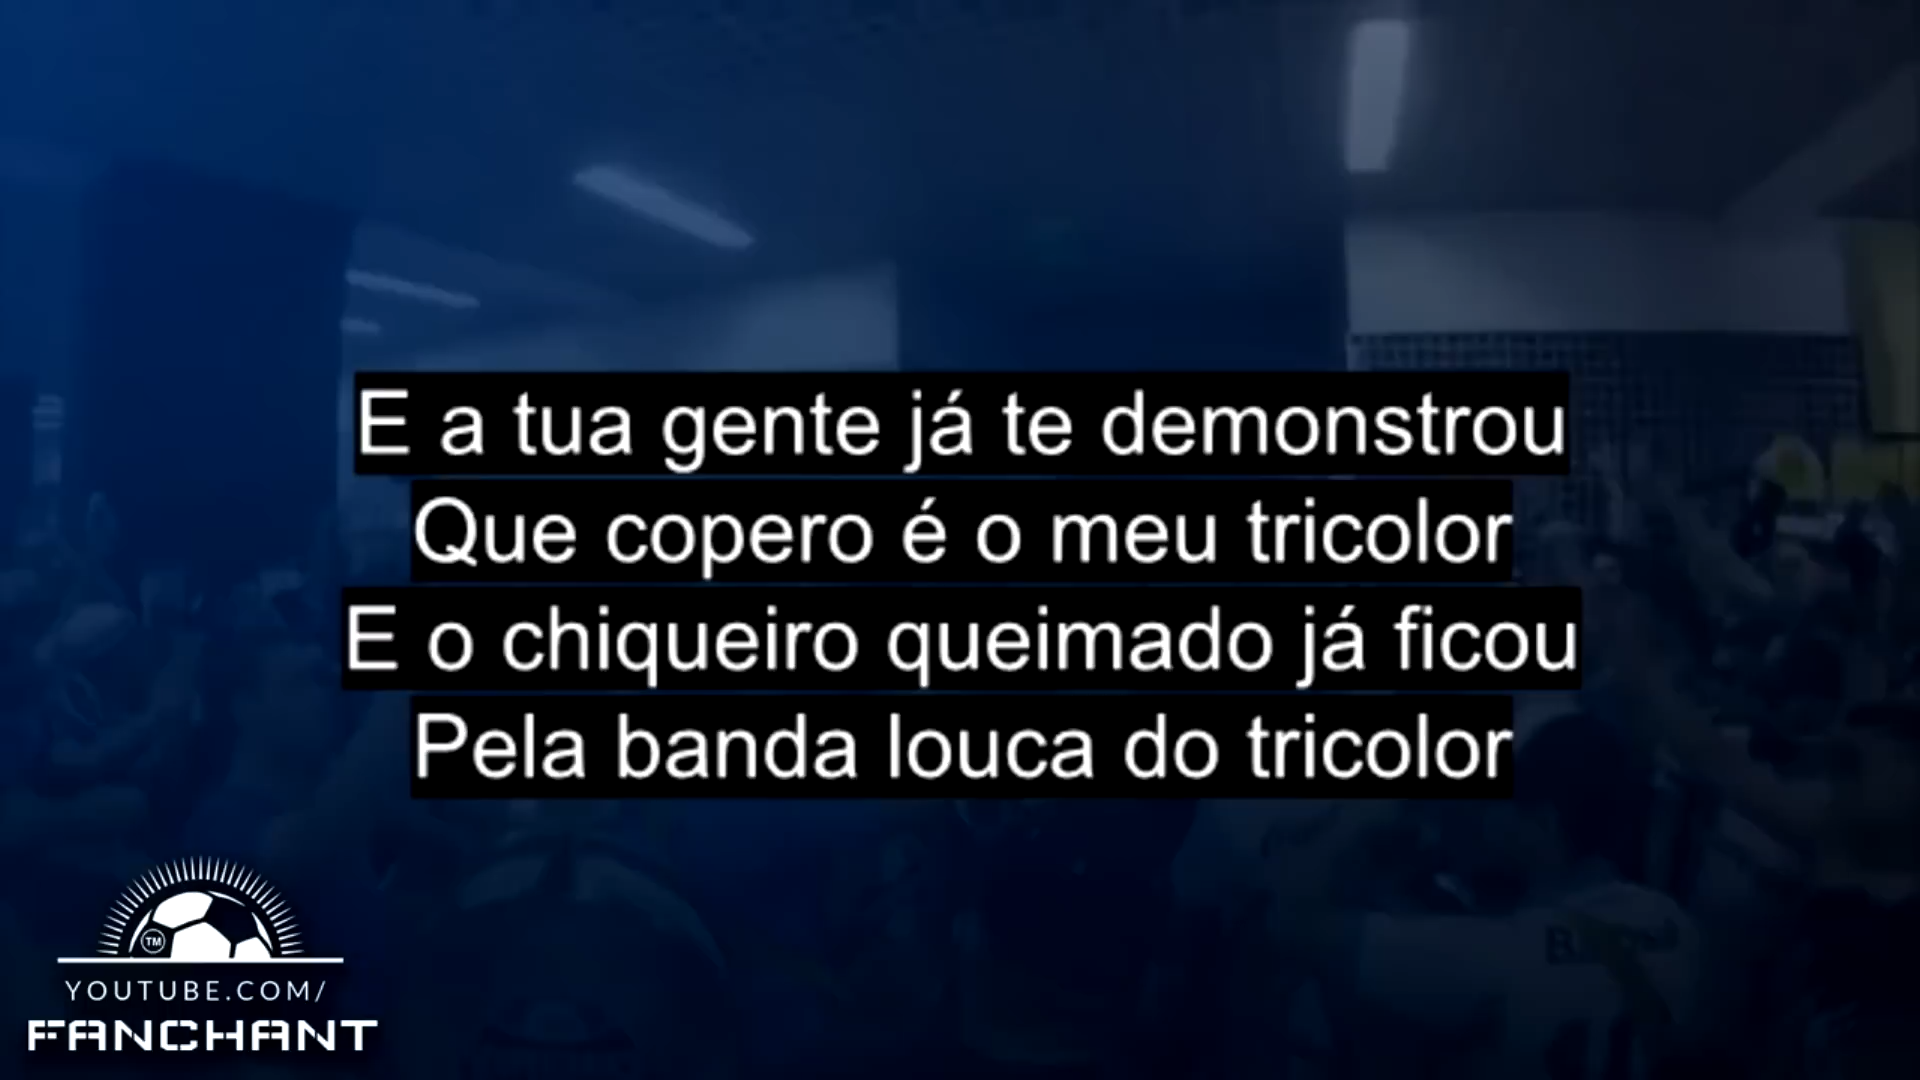 E a tua gente já te demonstrou
Que copero é o meu tricolor
E o chiqueiro queimado já ficou
Pela banda louca do tricolor
TM
YOUTUBE.COM/
FANCHANT